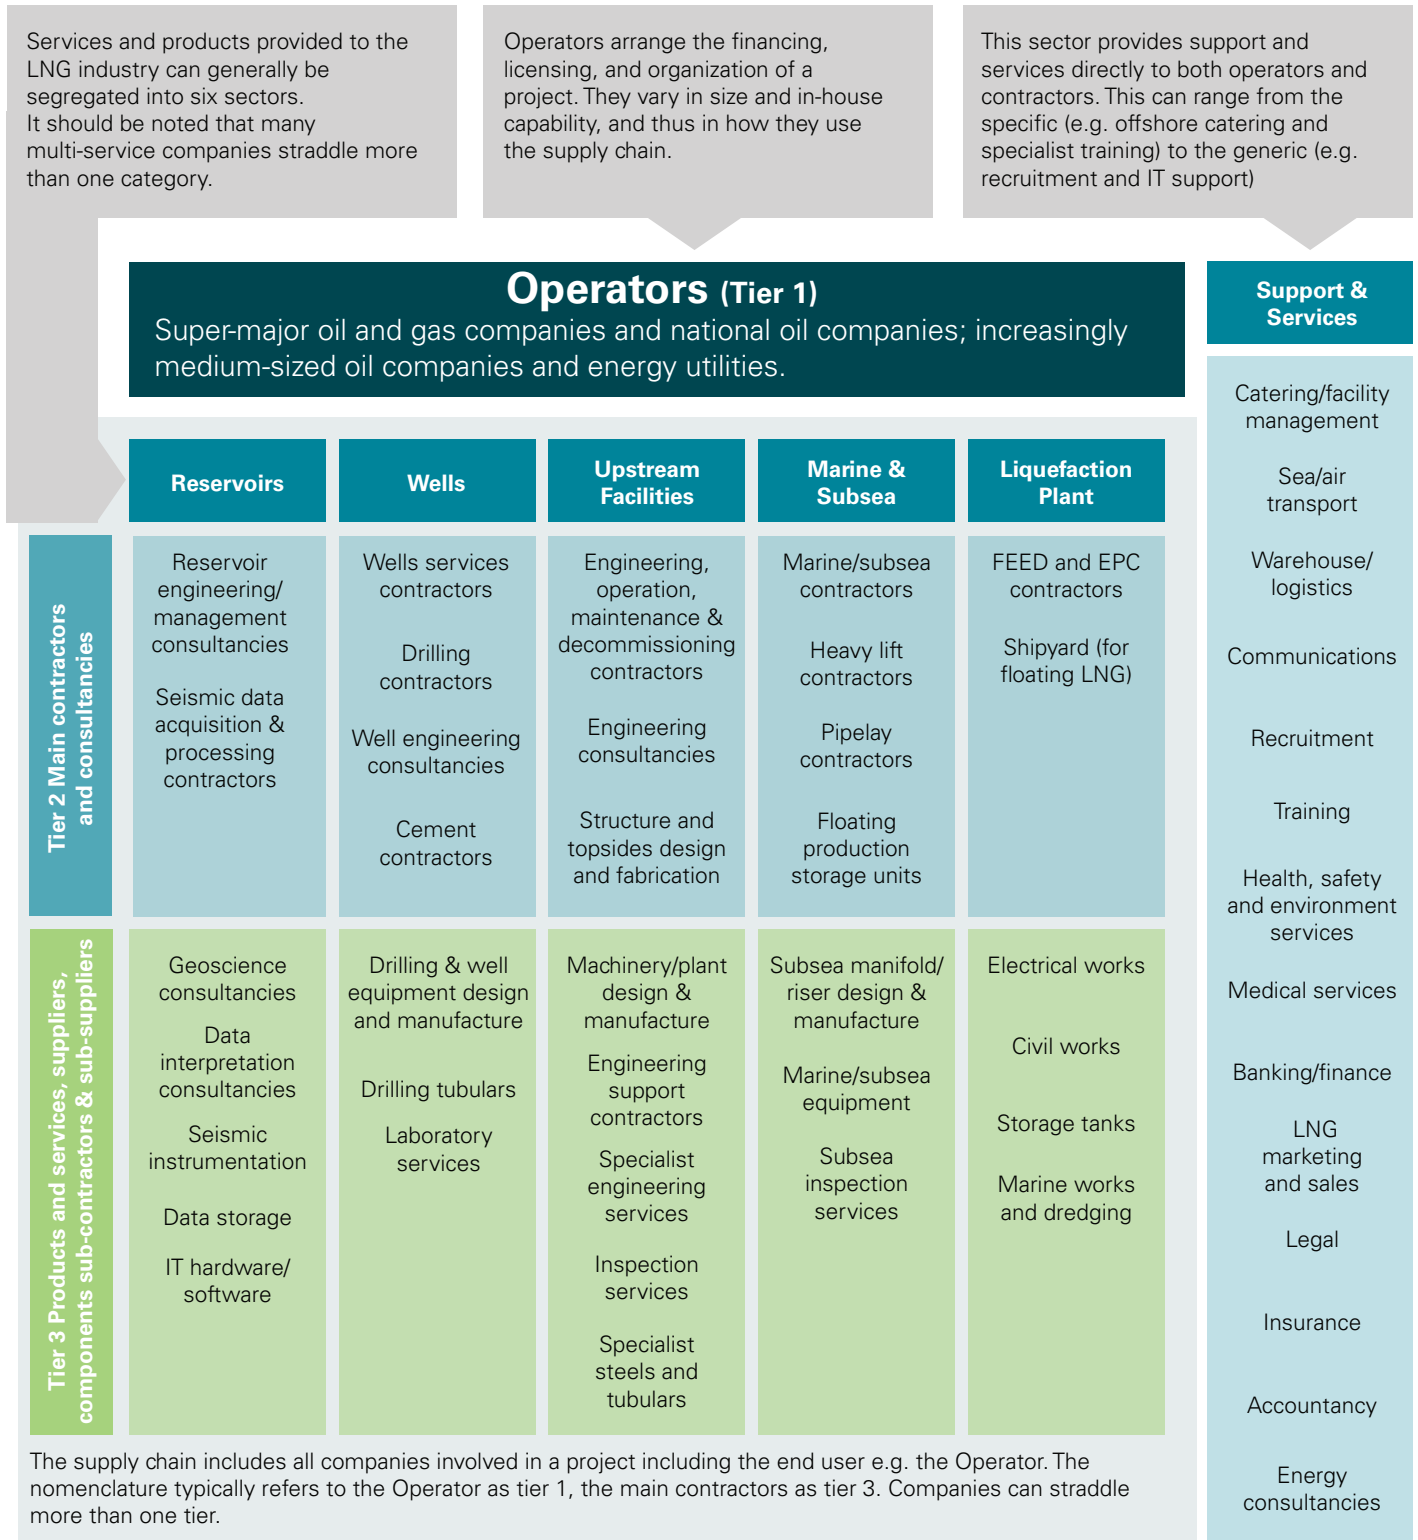 Services and products provided to the
LNG industry can generally be
segregated into six sectors.
It should be noted that many
multi-service companies straddle more
than one category.
Operators arrange the financing,
licensing, and organization of a
project. They vary in size and in-house
capability, and thus in how they use
the supply chain.
This sector provides support and
services directly to both operators and
contractors. This can range from the
specific (e.g. offshore catering and
specialist training) to the generic (e.g.
recruitment and IT support)
Operators (Tier 1)
Super-major oil and gas companies and national oil companies; increasingly
medium-sized oil companies and energy utilities.
Reservoirs
Wells
Upstream
Facilities
Marine &
Subsea
Liquefaction
Plant
Tier 2 Main contractors
and consultancies
Reservoir
engineering/
management
consultancies
Seismic data
acquisition &
processing
contractors
Wells services
contractors
Drilling
contractors
Well engineering
consultancies
Cement
contractors
Engineering,
operation,
maintenance &
decommissioning
contractors
Engineering
consultancies
Structure and
topsides design
and fabrication
Marine/subsea
contractors
Heavy lift
contractors
Pipelay
contractors
Floating
production
storage units
FEED and EPC
contractors
Shipyard (for
floating LNG)
Tier 3 Products and services, suppliers,
components sub-contractors & sub-suppliers
Geoscience
consultancies
Data
interpretation
consultancies
Seismic
instrumentation
Data storage
IT hardware/
software
Drilling & well
equipment design
and manufacture
Drilling tubulars
Laboratory
services
Machinery/plant
design &
manufacture
Engineering
support
contractors
Specialist
engineering
services
Inspection
services
Specialist
steels and
tubulars
Subsea manifold/
riser design &
manufacture
Marine/subsea
equipment
Subsea
inspection
services
Electrical works
Civil works
Storage tanks
Marine works
and dredging
Support &
Services
Catering/facility
management
Sea/air
transport
Warehouse/
logistics
Communications
Recruitment
Training
Health, safety
and environment
services
Medical services
Banking/finance
LNG
marketing
and sales
Legal
Insurance
Accountancy
Energy
consultancies
The supply chain includes all companies involved in a project including the end user e.g. the Operator. The
nomenclature typically refers to the Operator as tier 1, the main contractors as tier 3. Companies can straddle
more than one tier.